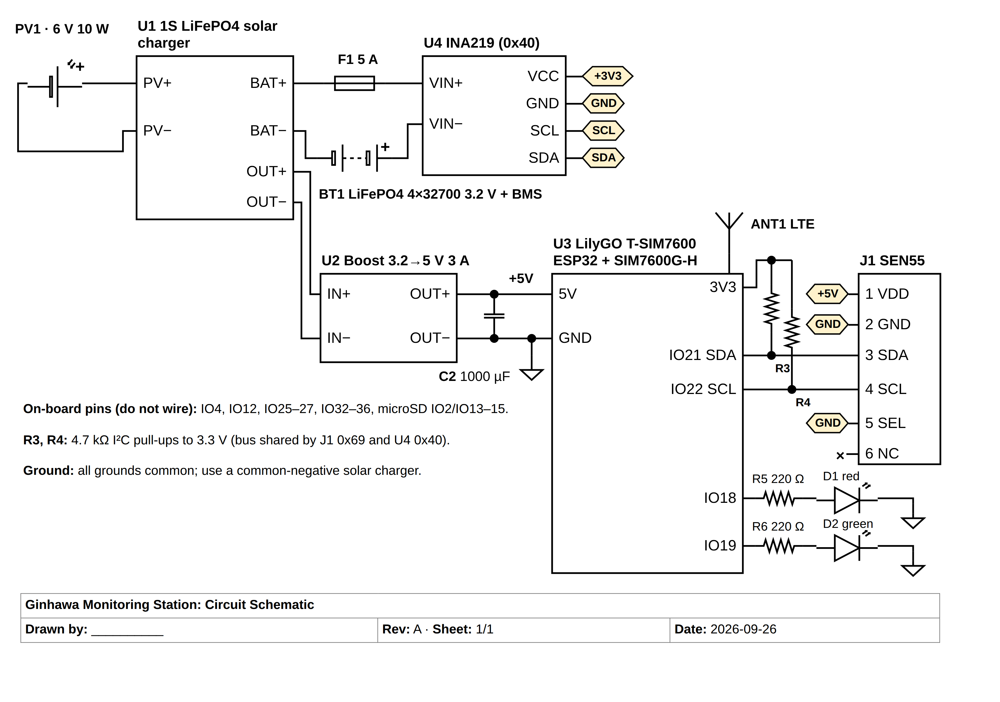 PV1 · 6 V 10 W
U1 1S LiFePO4 solar
charger
+
PV+
PV−
BAT+
BAT−
OUT+
OUT−
F1 5 A
+
BT1 LiFePO4 4×32700 3.2 V + BMS
U4 INA219 (0x40)
VIN+
VIN−
VCC
GND
SCL
SDA
+3V3
GND
SCL
SDA
U2 Boost 3.2→5 V 3 A
IN+
IN−
OUT+
OUT−
+5V
C2 1000 µF
ANT1 LTE
U3 LilyGO T-SIM7600
ESP32 + SIM7600G-H
5V
GND
3V3
IO21 SDA
IO22 SCL
IO18
IO19
R3
R4
J1 SEN55
+5V
GND
GND
1 VDD
2 GND
3 SDA
4 SCL
5 SEL
6 NC
R5 220 Ω
D1 red
R6 220 Ω
D2 green
On-board pins (do not wire): IO4, IO12, IO25–27, IO32–36, microSD IO2/IO13–15.
R3, R4: 4.7 kΩ I²C pull-ups to 3.3 V (bus shared by J1 0x69 and U4 0x40).
Ground: all grounds common; use a common-negative solar charger.
Ginhawa Monitoring Station: Circuit Schematic
Drawn by: __________
Rev: A · Sheet: 1/1
Date: 2026-09-26